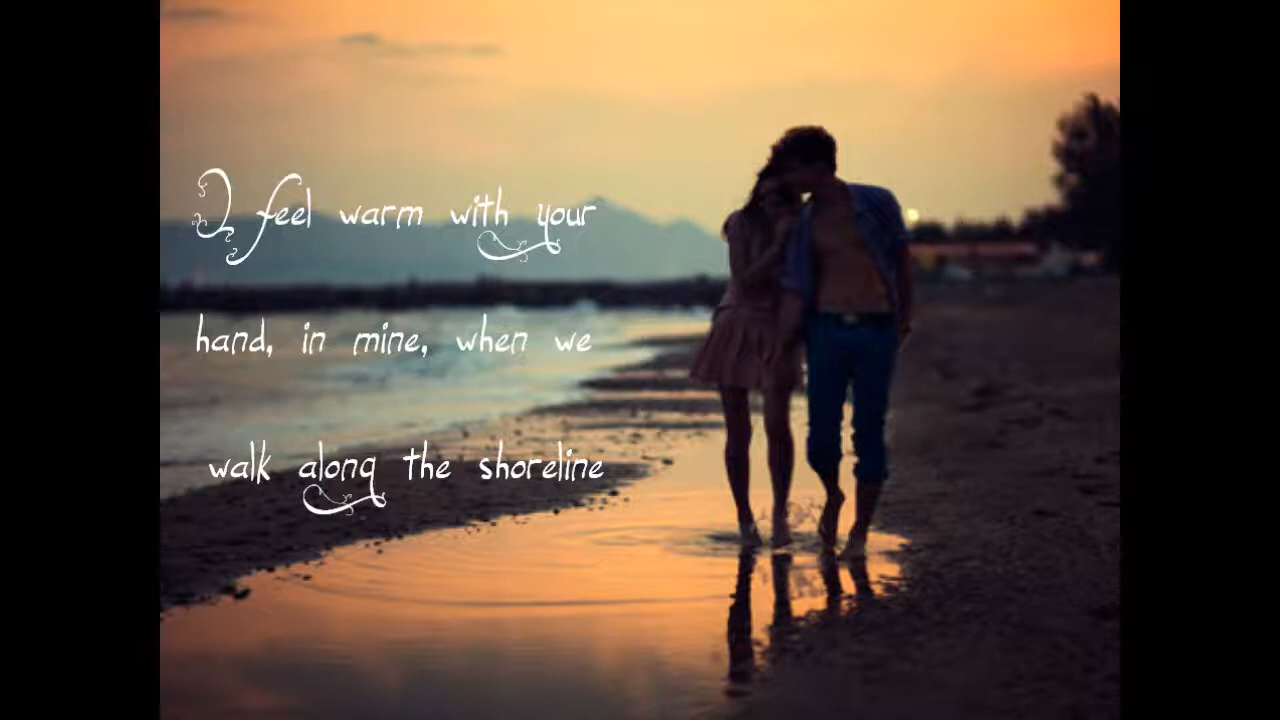 I feel warm with your
hand, in mine, when we
walk along the shoreline